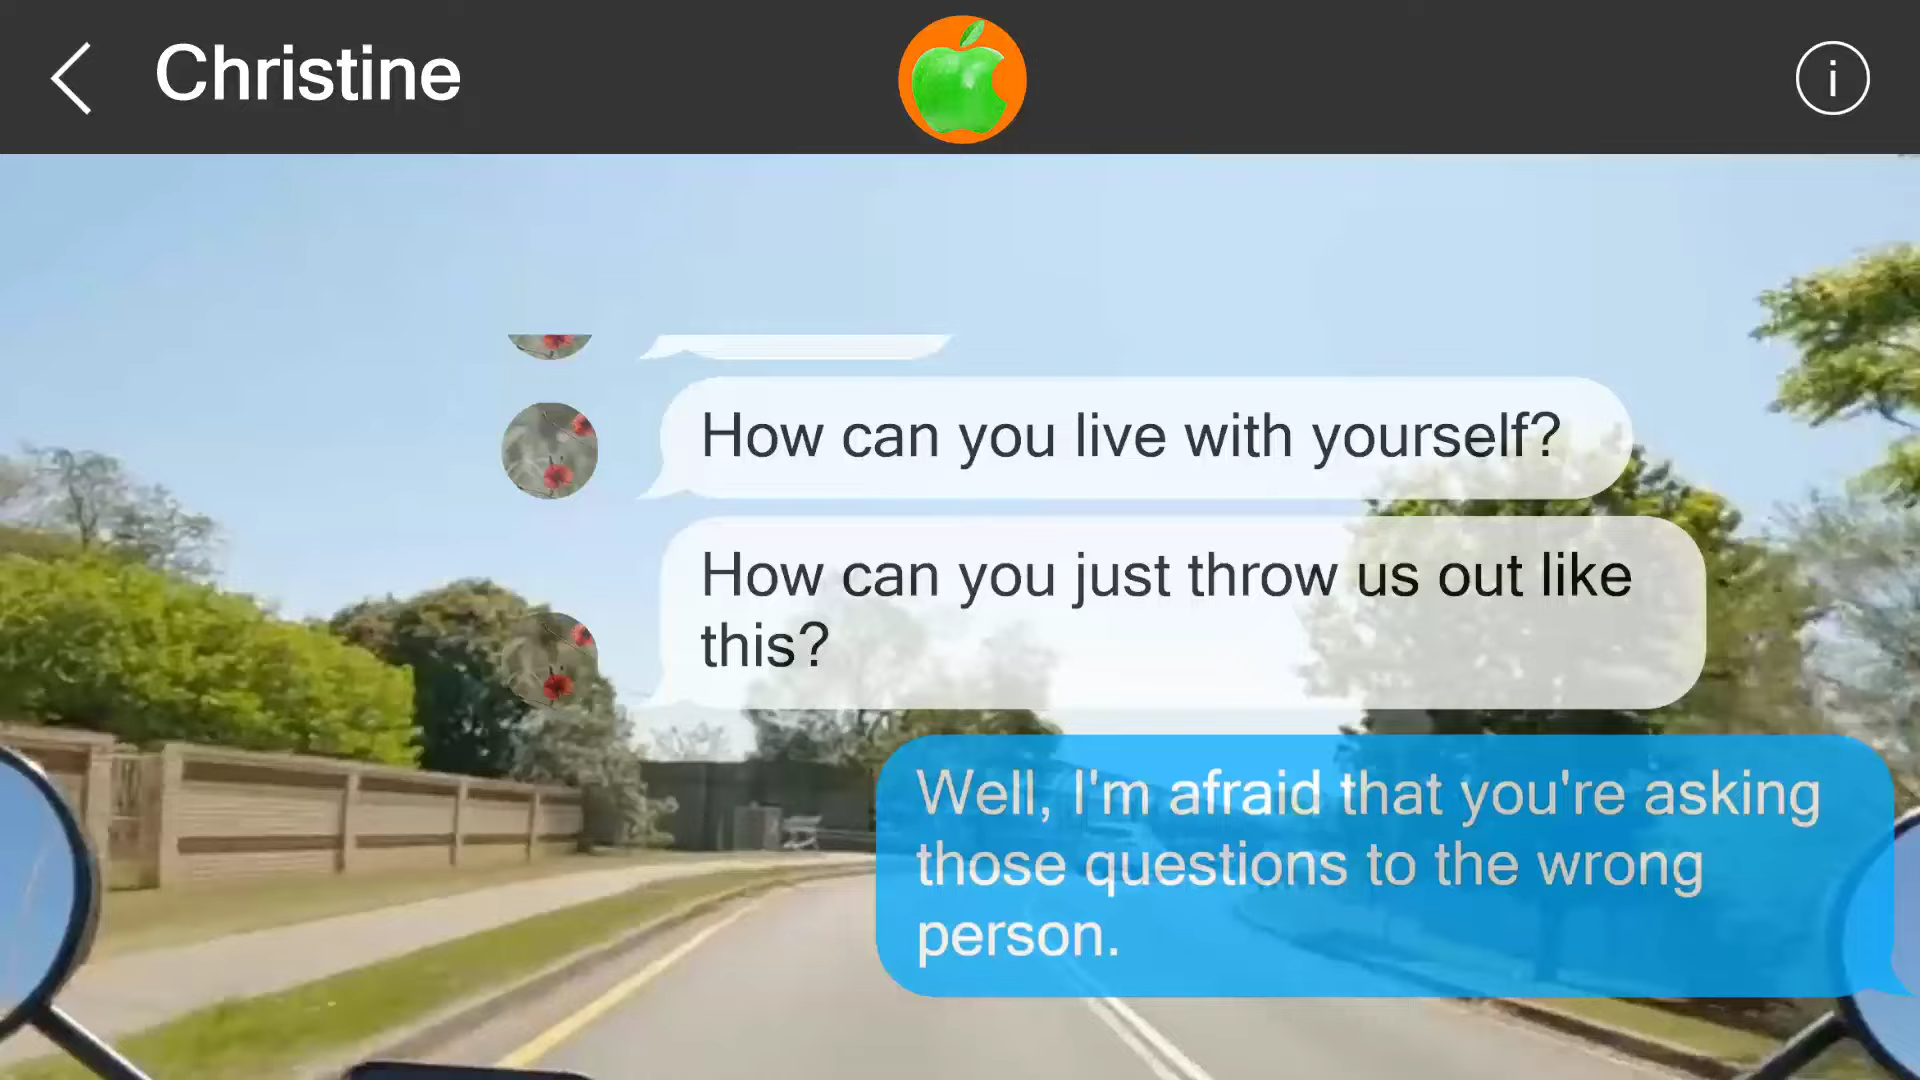 Christine
i
How can you live with yourself?
How can you just throw us out like
this?
Well, I'm afraid that you're asking
those questions to the wrong
person.